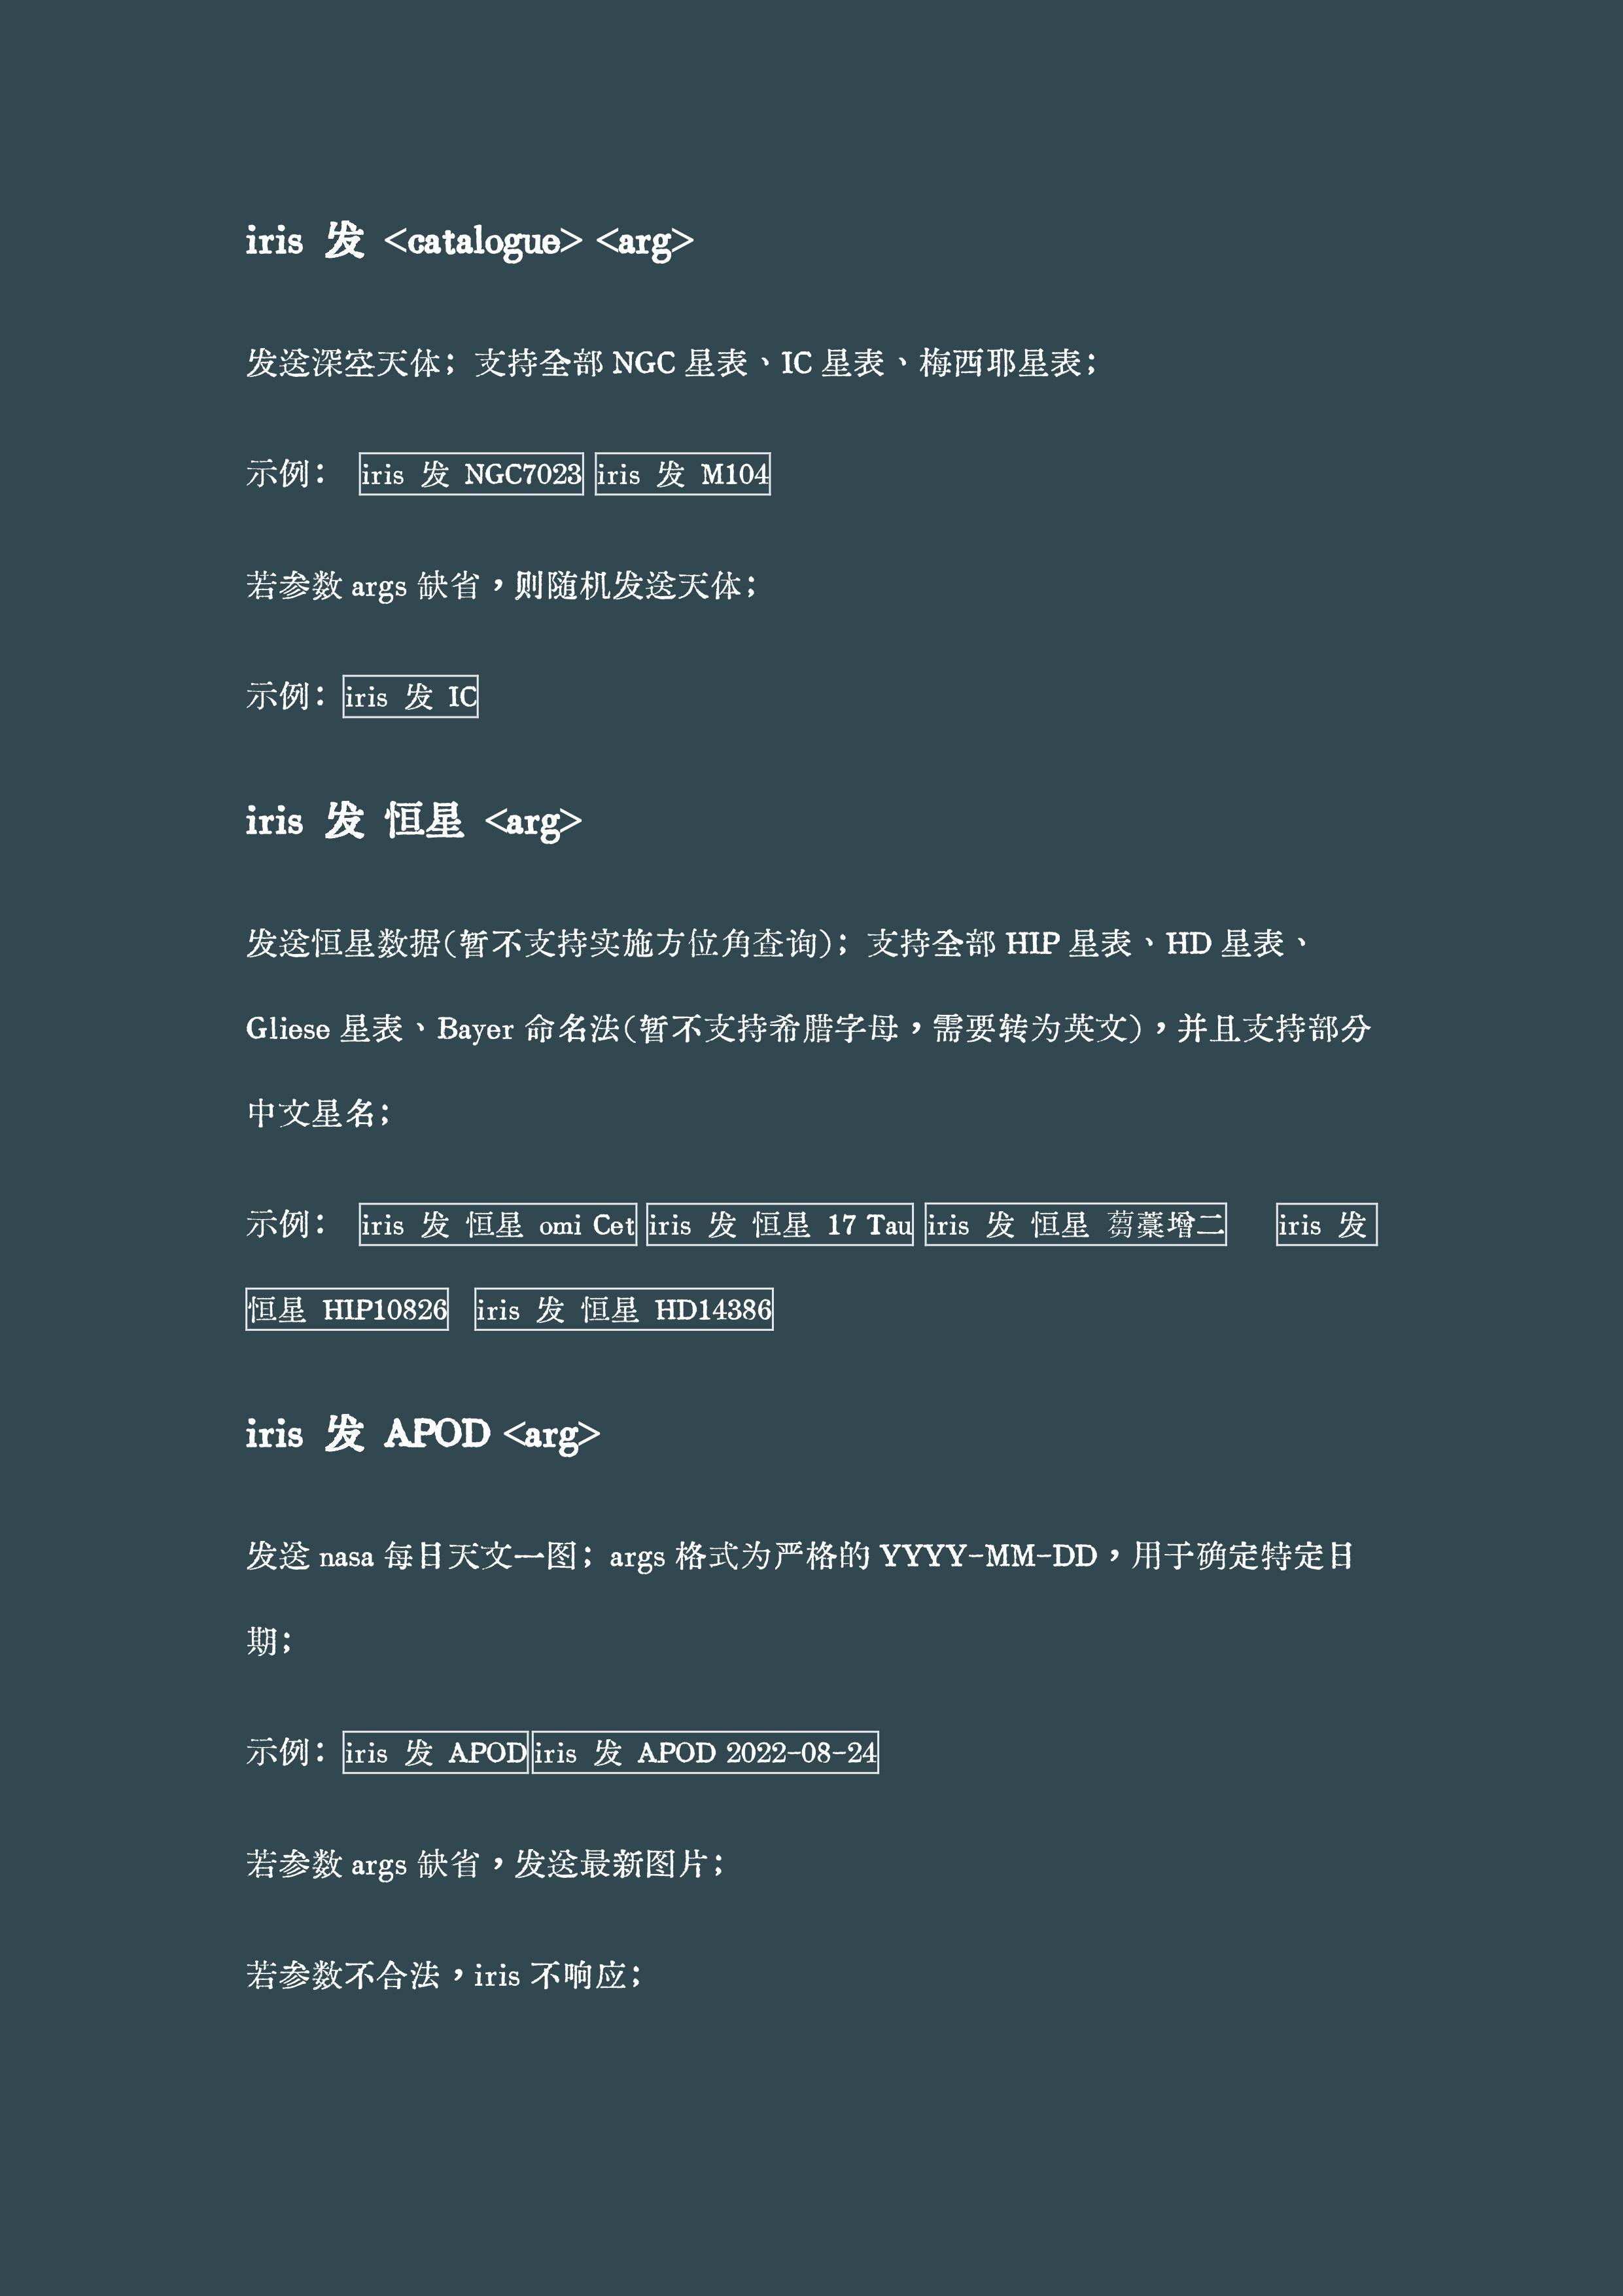 iris 发 <catalogue> <arg>
发送深空天体；支持全部 NGC 星表、IC 星表、梅西耶星表；
示例： iris 发 NGC7023 iris 发 M104
若参数 args 缺省，则随机发送天体；
示例：iris 发 IC
iris 发 恒星 <arg>
发送恒星数据(暂不支持实施方位角查询)；支持全部 HIP 星表、HD 星表、
Gliese 星表、Bayer 命名法(暂不支持希腊字母，需要转为英文)，并且支持部分
中文星名；
示例： iris 发 恒星 omi Cet iris 发 恒星 17 Tau iris 发 恒星 蒭藁增二 iris 发
恒星 HIP10826 iris 发 恒星 HD14386
iris 发 APOD <arg>
发送 nasa 每日天文一图；args 格式为严格的 YYYY-MM-DD，用于确定特定日
期；
示例：iris 发 APOD iris 发 APOD 2022-08-24
若参数 args 缺省，发送最新图片；
若参数不合法，iris 不响应；